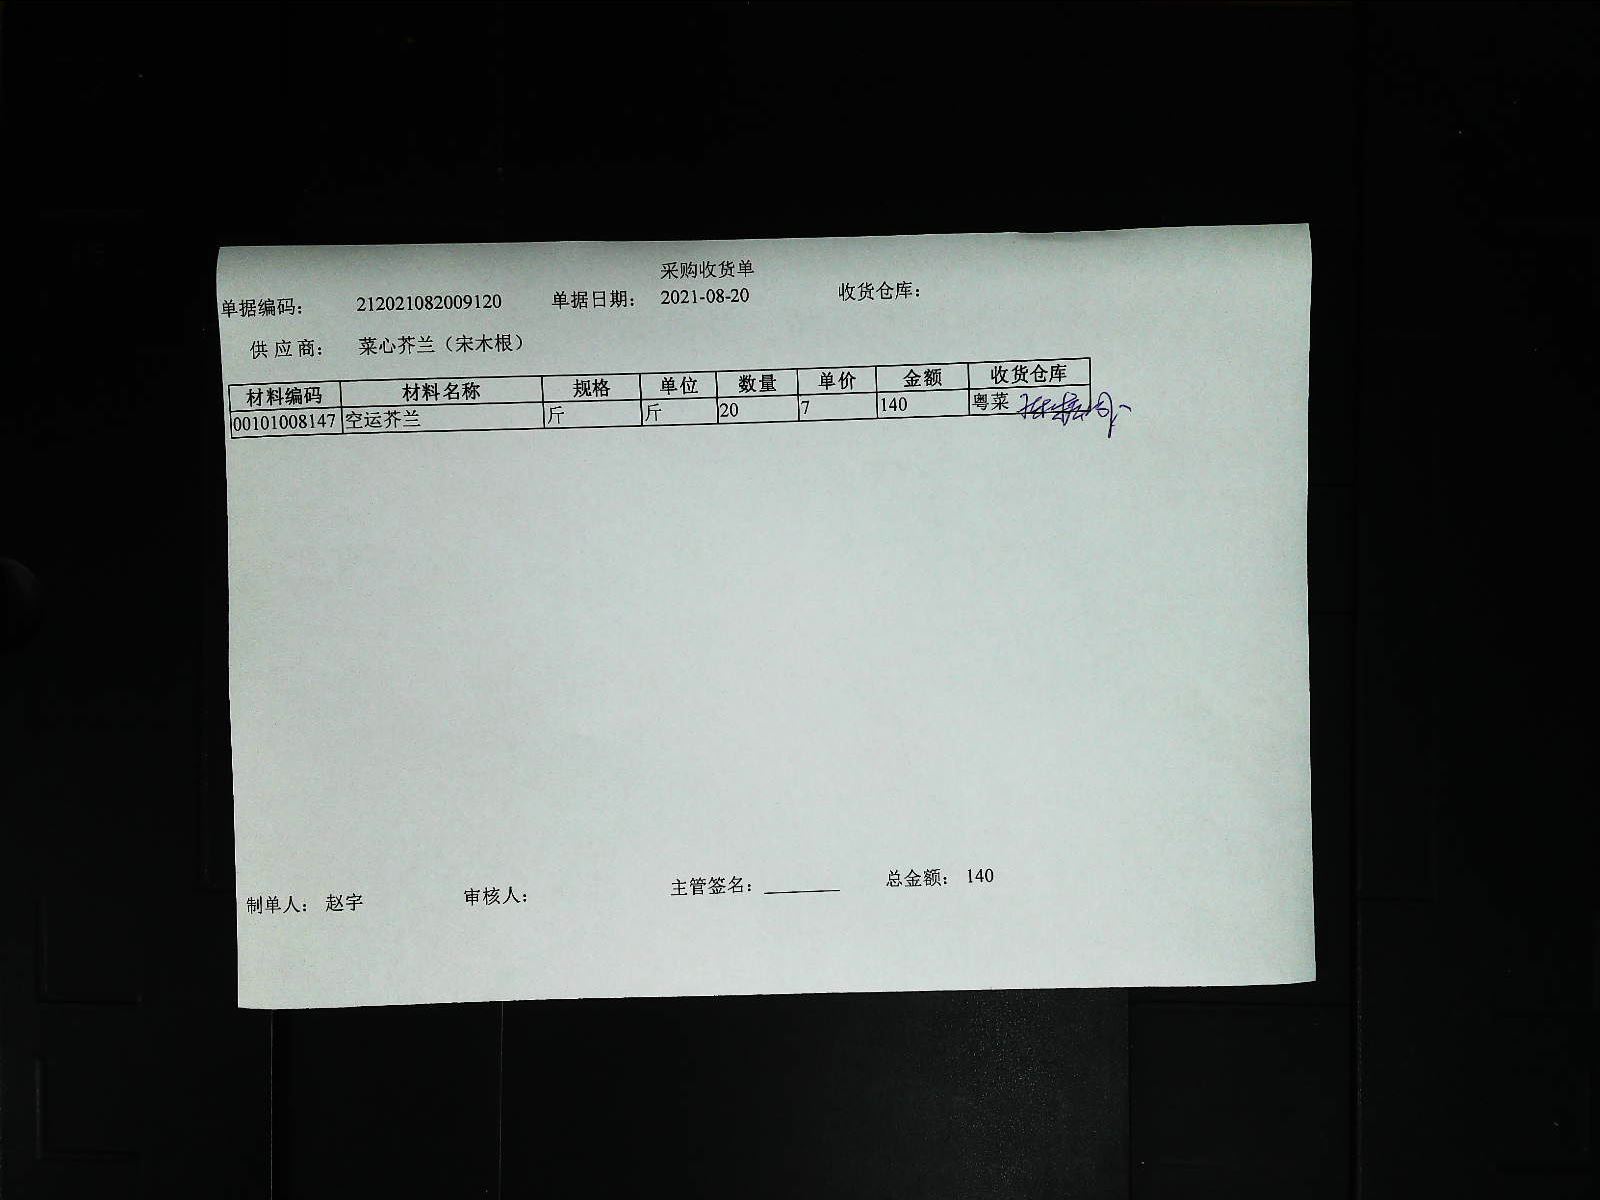 采购收货单
单据编码： 212021082009120 单据日期： 2021-08-20 收货仓库：
供应商： 菜心芥兰（宋木根）
材料编码 材料名称 规格 单位 数量 单价 金额 收货仓库
00101008147 空运芥兰 斤 斤 20 7 140 粤菜
制单人： 赵宇 审核人： 主管签名： ________ 总金额： 140